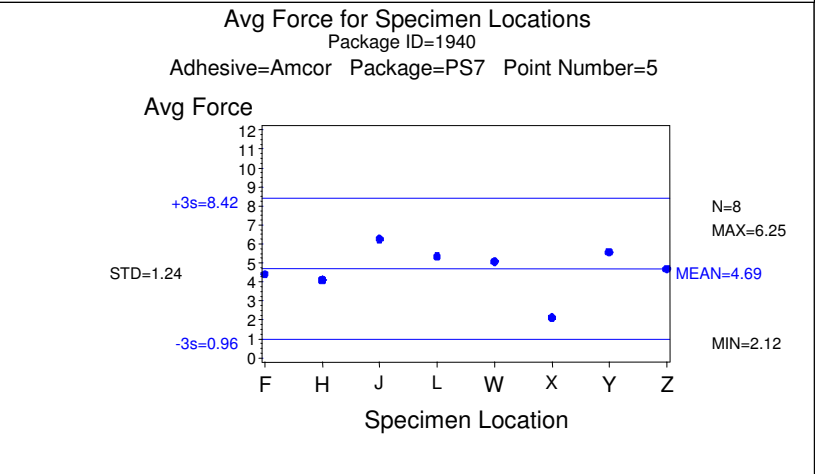 Avg Force for Specimen Locations
Package ID=1940
Adhesive=Amcor Package=PS7 Point Number=5
Avg Force
12
11
10
9
+3s=8.42 8 N=8
7 MAX=6.25
6
5
STD=1.24 4 MEAN=4.69
3
2
-3s=0.96 1 MIN=2.12
0
F H J L W X Y Z
Specimen Location